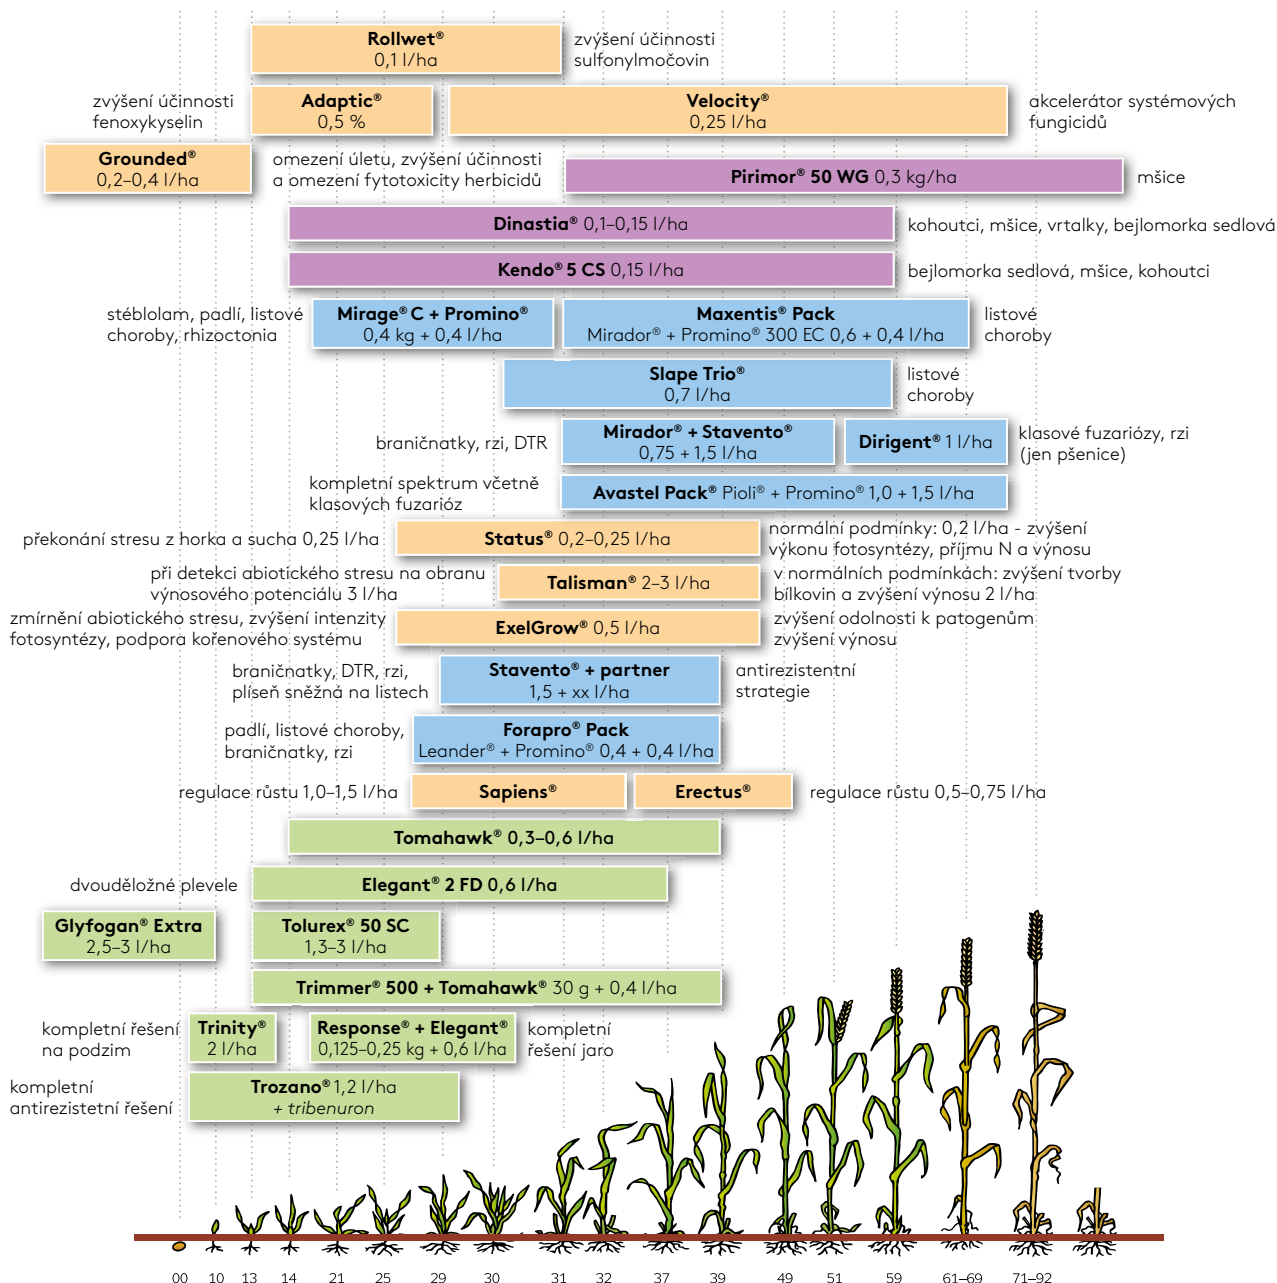 Rollwet®
0,1 l/ha
zvýšení účinnosti
sulfonylmočovin
zvýšení účinnosti
fenoxykyselin
Adaptic®
0,5 %
Velocity®
0,25 l/ha
akcelerátor systémových
fungicidů
Grounded®
0,2–0,4 l/ha
omezení úletu, zvýšení účinnosti
a omezení fytotoxicity herbicidů
Pirimor® 50 WG 0,3 kg/ha
mšice
Dinastia® 0,1–0,15 l/ha
kohoutci, mšice, vrtalky, bejlomorka sedlová
Kendo® 5 CS 0,15 l/ha
bejlomorka sedlová, mšice, kohoutci
stéblolam, padlí, listové
choroby, rhizoctonia
Mirage® C + Promino®
0,4 kg + 0,4 l/ha
Maxentis® Pack
Mirador® + Promino® 300 EC 0,6 + 0,4 l/ha
listové
choroby
Slape Trio®
0,7 l/ha
listové
choroby
braničnatky, rzi, DTR
Mirador® + Stavento®
0,75 + 1,5 l/ha
Dirigent® 1 l/ha
klasové fuzariózy, rzi
(jen pšenice)
kompletní spektrum včetně
klasových fuzarióz
Avastel Pack® Pioli® + Promino® 1,0 + 1,5 l/ha
překonání stresu z horka a sucha 0,25 l/ha
Status® 0,2–0,25 l/ha
normální podmínky: 0,2 l/ha - zvýšení
výkonu fotosyntézy, příjmu N a výnosu
při detekci abiotického stresu na obranu
výnosového potenciálu 3 l/ha
Talisman® 2–3 l/ha
v normálních podmínkách: zvýšení tvorby
bílkovin a zvýšení výnosu 2 l/ha
zmírnění abiotického stresu, zvýšení intenzity
fotosyntézy, podpora kořenového systému
ExelGrow® 0,5 l/ha
zvýšení odolnosti k patogenům
zvýšení výnosu
braničnatky, DTR, rzi,
plíseň sněžná na listech
Stavento® + partner
1,5 + xx l/ha
antirezistentní
strategie
padlí, listové choroby,
braničnatky, rzi
Forapro® Pack
Leander® + Promino® 0,4 + 0,4 l/ha
regulace růstu 1,0–1,5 l/ha
Sapiens®
Erectus®
regulace růstu 0,5–0,75 l/ha
Tomahawk® 0,3–0,6 l/ha
dvouděložné plevele
Elegant® 2 FD 0,6 l/ha
Glyfogan® Extra
2,5–3 l/ha
Tolurex® 50 SC
1,3–3 l/ha
Trimmer® 500 + Tomahawk® 30 g + 0,4 l/ha
kompletní řešení
na podzim
Trinity®
2 l/ha
Response® + Elegant®
0,125–0,25 kg + 0,6 l/ha
kompletní
řešení jaro
kompletní
antirezistetní řešení
Trozano® 1,2 l/ha
+ tribenuron
00 10 13 14 21 25 29 30 31 32 37 39 49 51 59 61–69 71–92